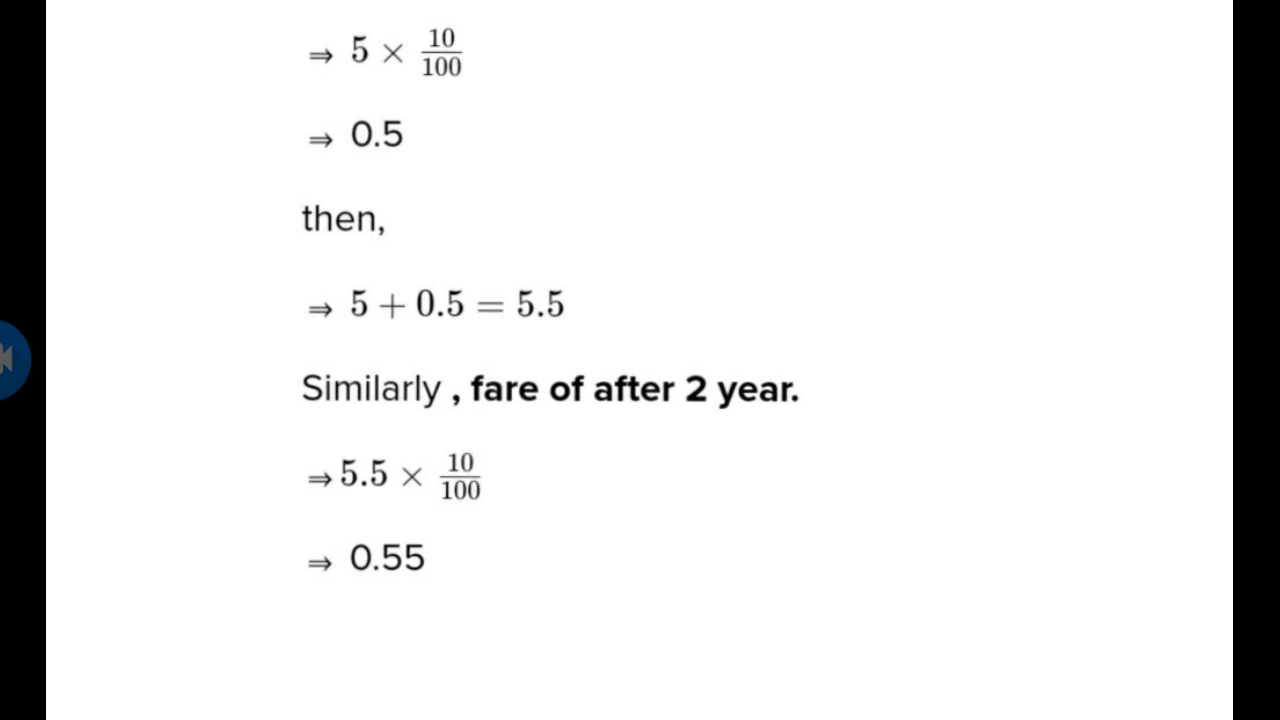 ⇒ 5 × 10/100
⇒ 0.5
then,
⇒ 5 + 0.5 = 5.5
Similarly , fare of after 2 year.
⇒ 5.5 × 10/100
⇒ 0.55